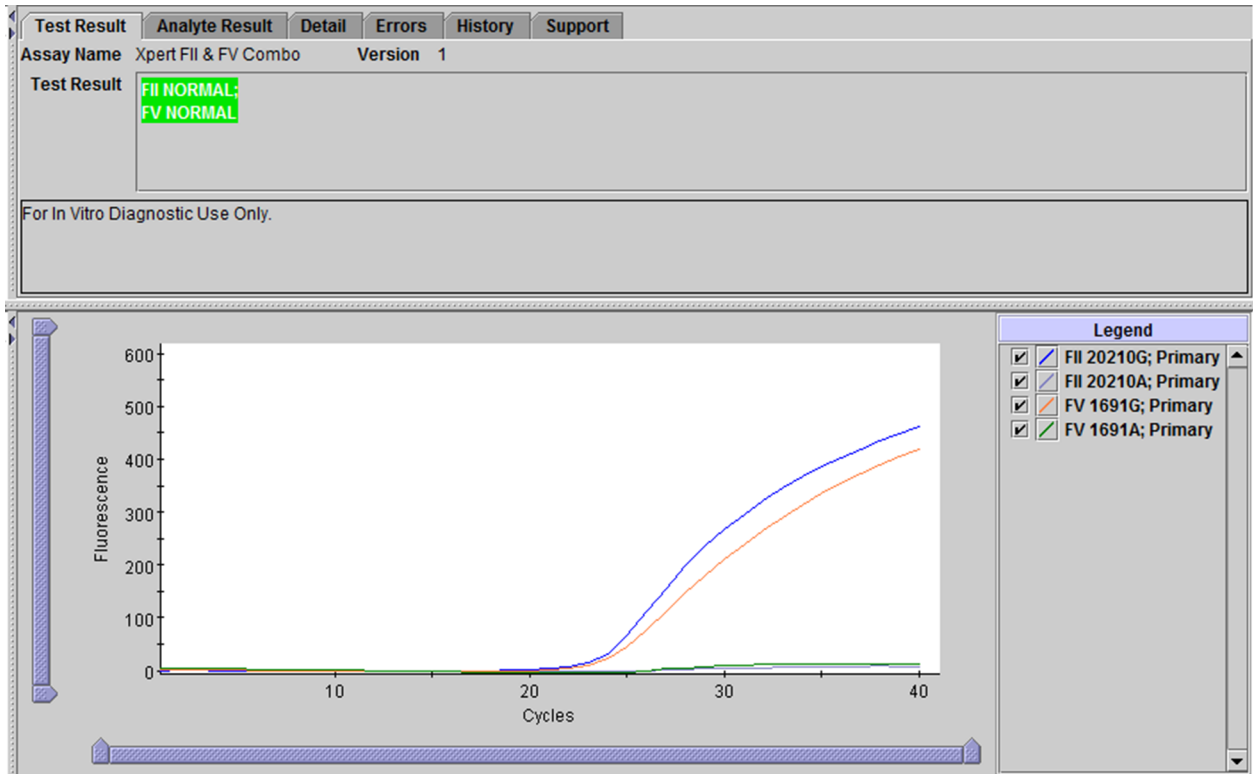 Test Result Analyte Result Detail Errors History Support
Assay Name Xpert FII & FV Combo Version 1
Test Result FII NORMAL;
FV NORMAL
For In Vitro Diagnostic Use Only.
600
500
400
300
200
100
0
Fluorescence
10 20 30 40
Cycles
Legend
FII 20210G; Primary
FII 20210A; Primary
FV 1691G; Primary
FV 1691A; Primary